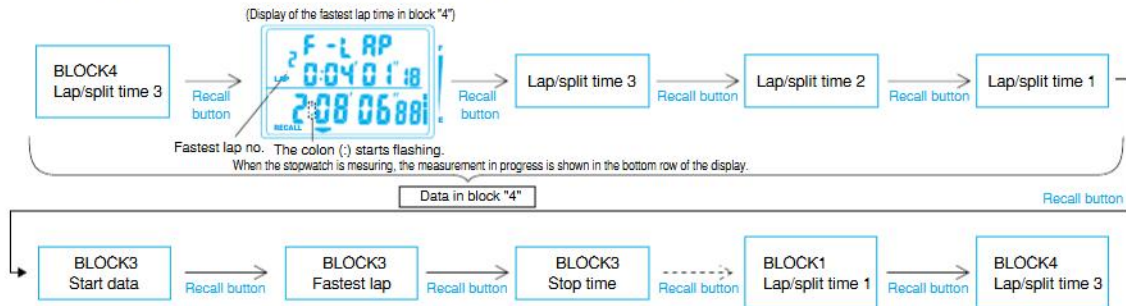 (Display of the fastest lap time in block "4")
BLOCK4
Lap/split time 3
Recall
button
F-LAP
2
LAP 0:04'01"18
2:08'06"88
RECALL
Recall
button
Lap/split time 3
Recall button
Lap/split time 2
Recall button
Lap/split time 1
Fastest lap no.
The colon (:) starts flashing.
When the stopwatch is mesuring, the measurement in progress is shown in the bottom row of the display.
Data in block "4"
Recall button
BLOCK3
Start data
Recall button
BLOCK3
Fastest lap
Recall button
BLOCK3
Stop time
Recall button
BLOCK1
Lap/split time 1
Recall button
BLOCK4
Lap/split time 3